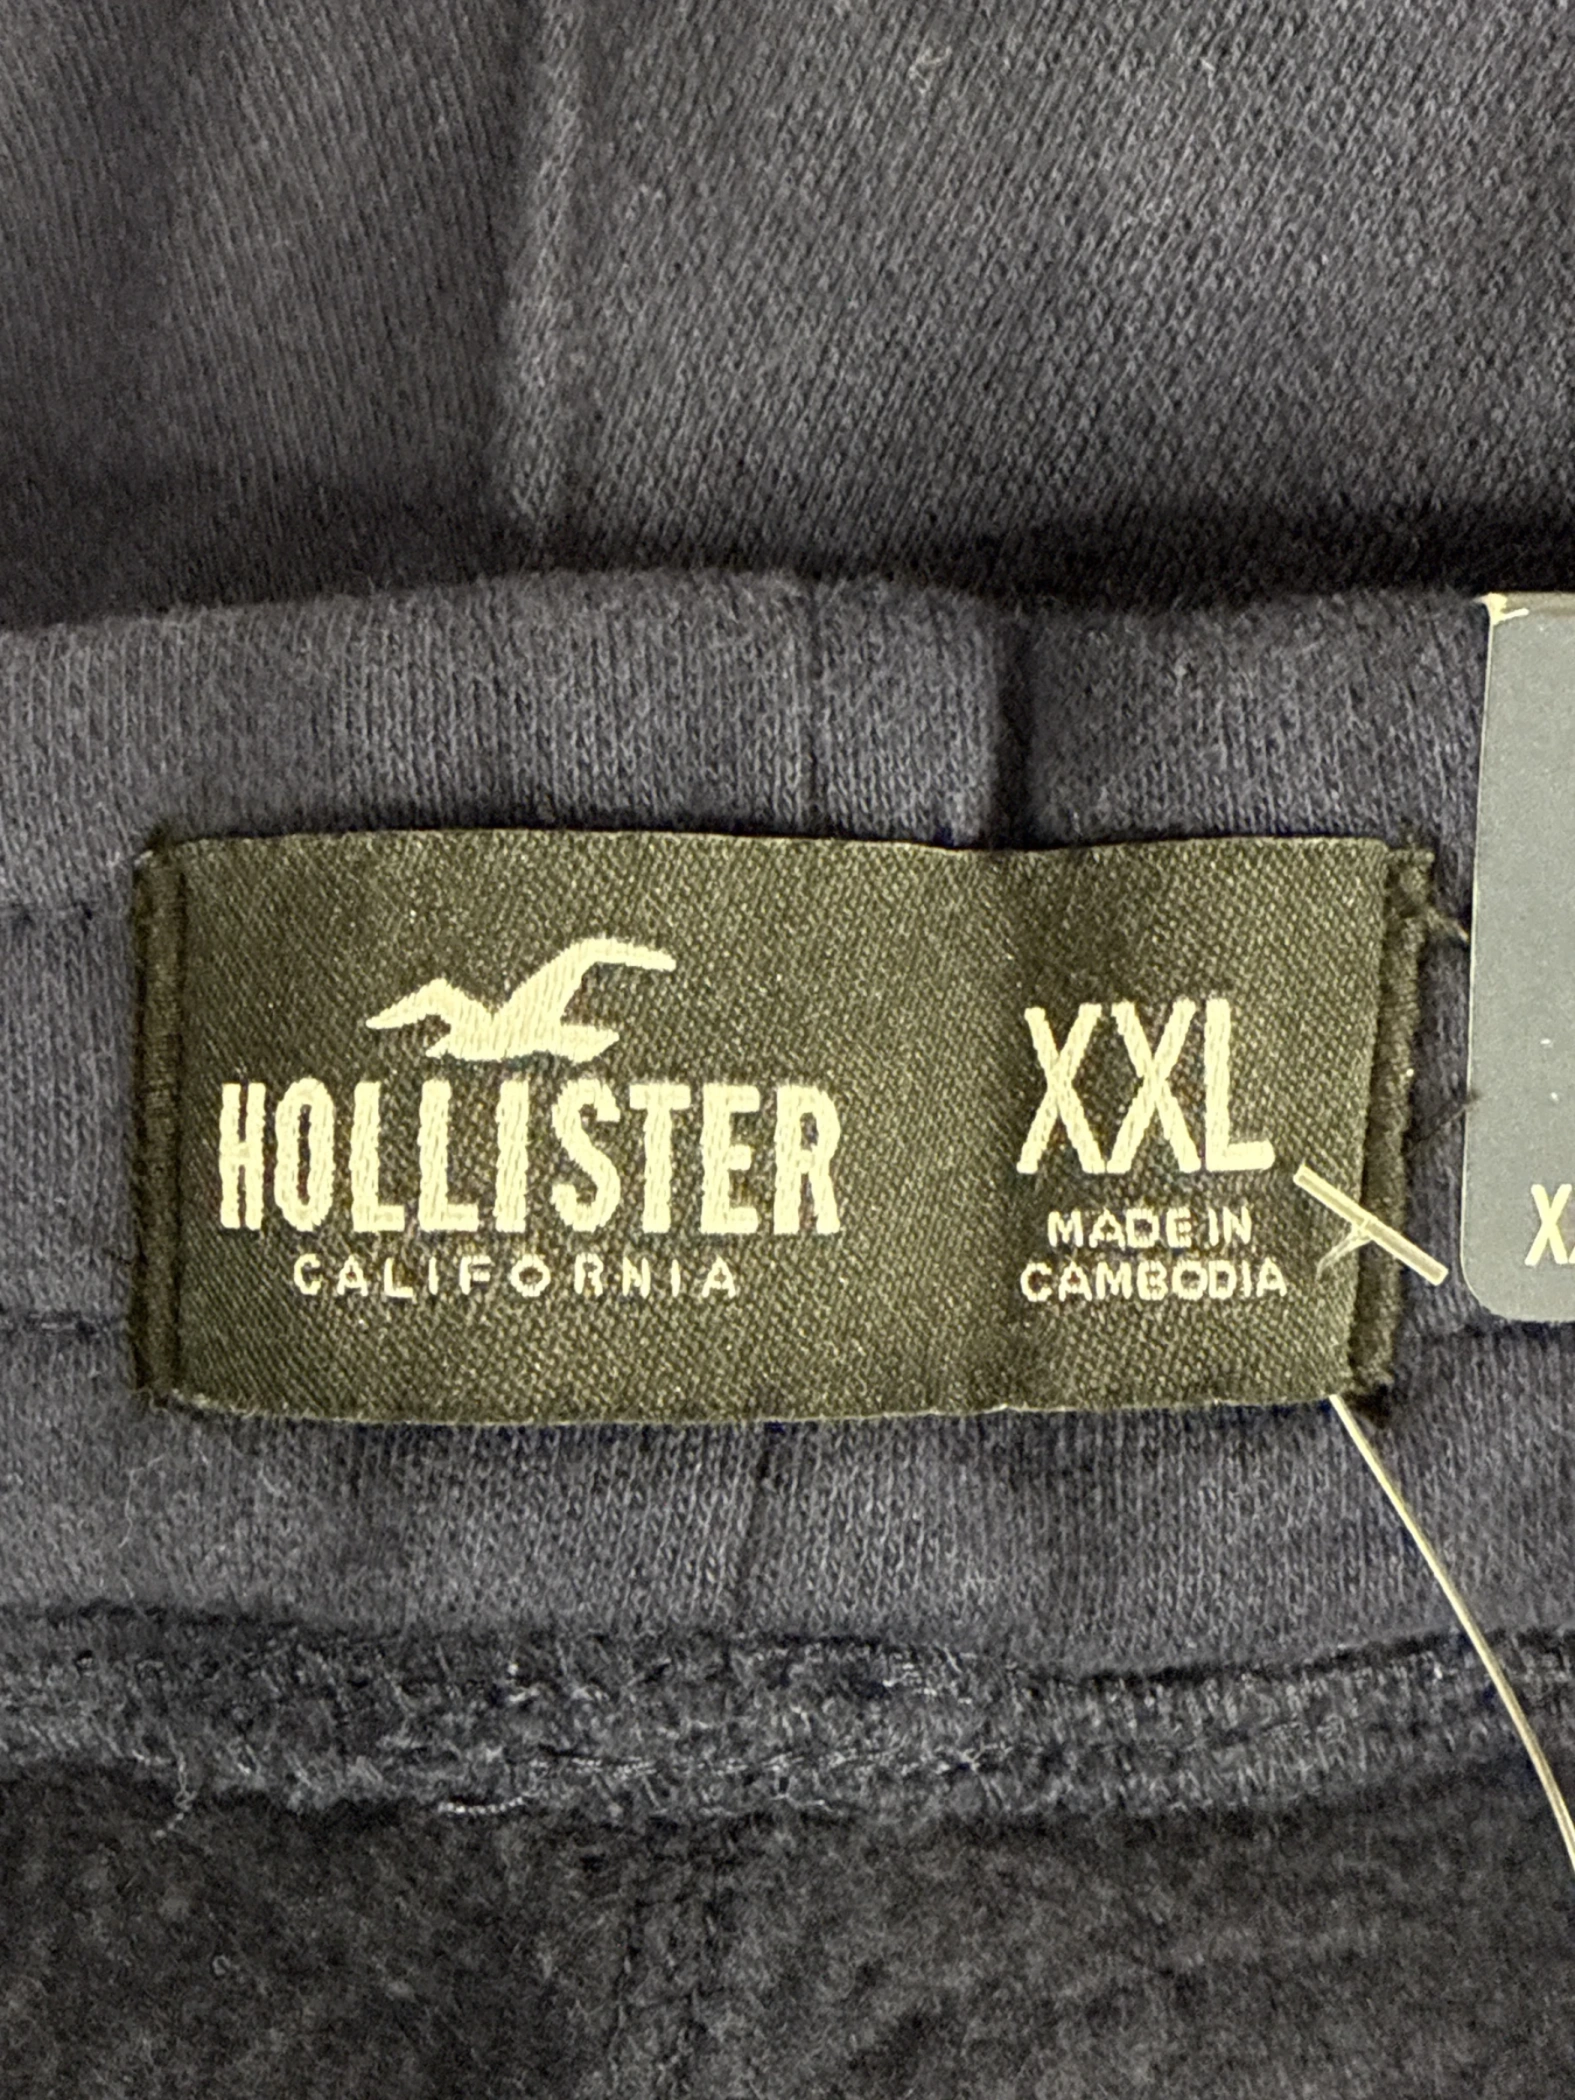 HOLLISTER
CALIFORNIA
XXL
MADE IN
CAMBODIA